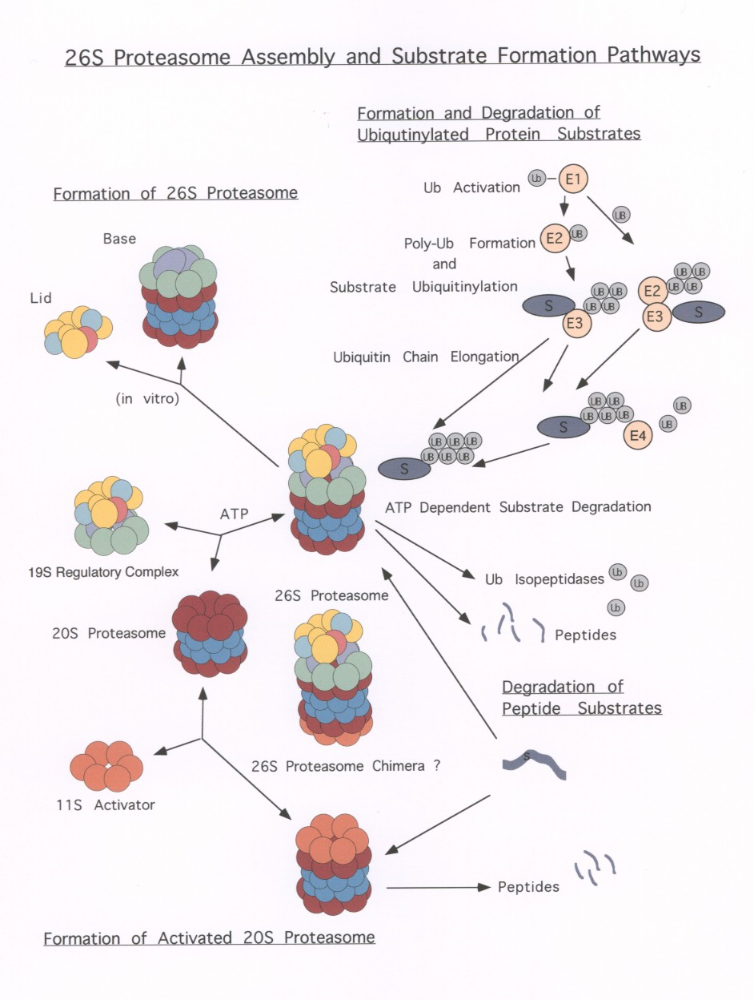 26S Proteasome Assembly and Substrate Formation Pathways
Formation and Degradation of
Ubiqutinylated Protein Substrates
Ub Activation
Ub
E1
UB
Poly-Ub Formation
and
Substrate Ubiquitinylation
E2
UB
S
E3
UB UB
UB UB
E2
UB UB
UB UB
E3
S
Ubiquitin Chain Elongation
S
UB UB
UB UB UB
E4
UB
UB
S
UB UB UB
UB UB UB
Formation of 26S Proteasome
Base
Lid
(in vitro)
ATP
19S Regulatory Complex
20S Proteasome
26S Proteasome
ATP Dependent Substrate Degradation
Ub Isopeptidases
Ub
Ub
Ub
Peptides
Degradation of
Peptide Substrates
S
26S Proteasome Chimera ?
11S Activator
Peptides
Formation of Activated 20S Proteasome